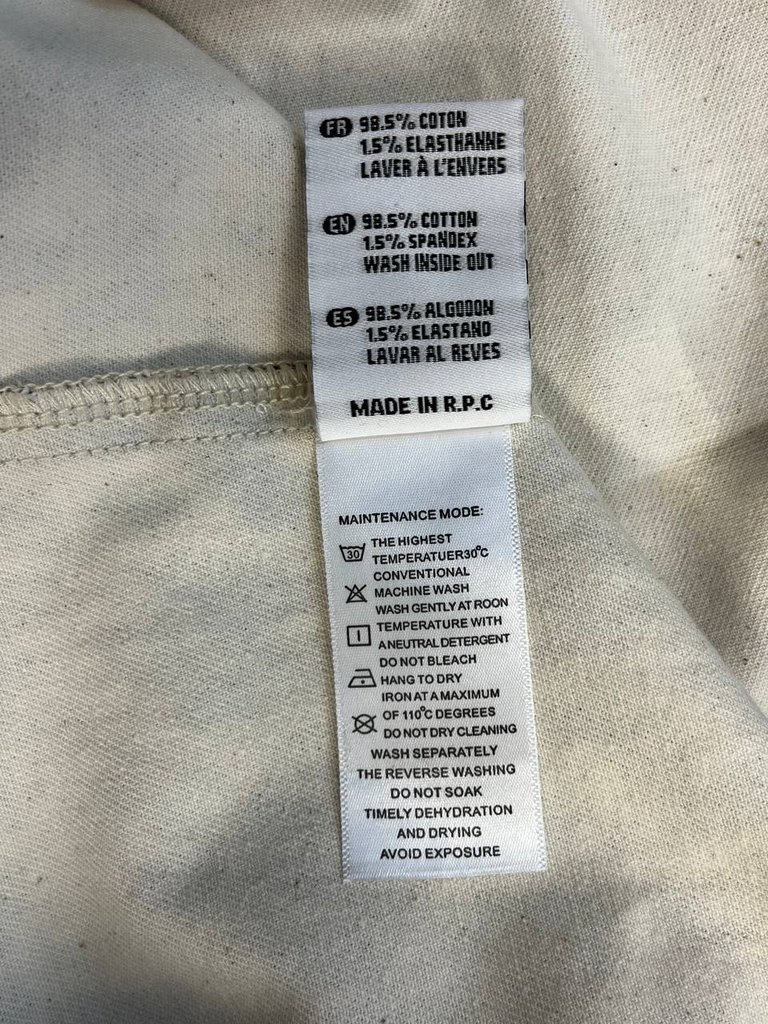 FR 98.5% COTON
1.5% ELASTHANNE
LAVER À L'ENVERS
EN 98.5% COTTON
1.5% SPANDEX
WASH INSIDE OUT
ES 98.5% ALGODON
1.5% ELASTANO
LAVAR AL REVES
MADE IN R.P.C
MAINTENANCE MODE:
30 THE HIGHEST
TEMPERATUER30°C
CONVENTIONAL
MACHINE WASH
WASH GENTLY AT ROON
TEMPERATURE WITH
A NEUTRAL DETERGENT
DO NOT BLEACH
HANG TO DRY
IRON AT A MAXIMUM
OF 110°C DEGREES
DO NOT DRY CLEANING
WASH SEPARATELY
THE REVERSE WASHING
DO NOT SOAK
TIMELY DEHYDRATION
AND DRYING
AVOID EXPOSURE